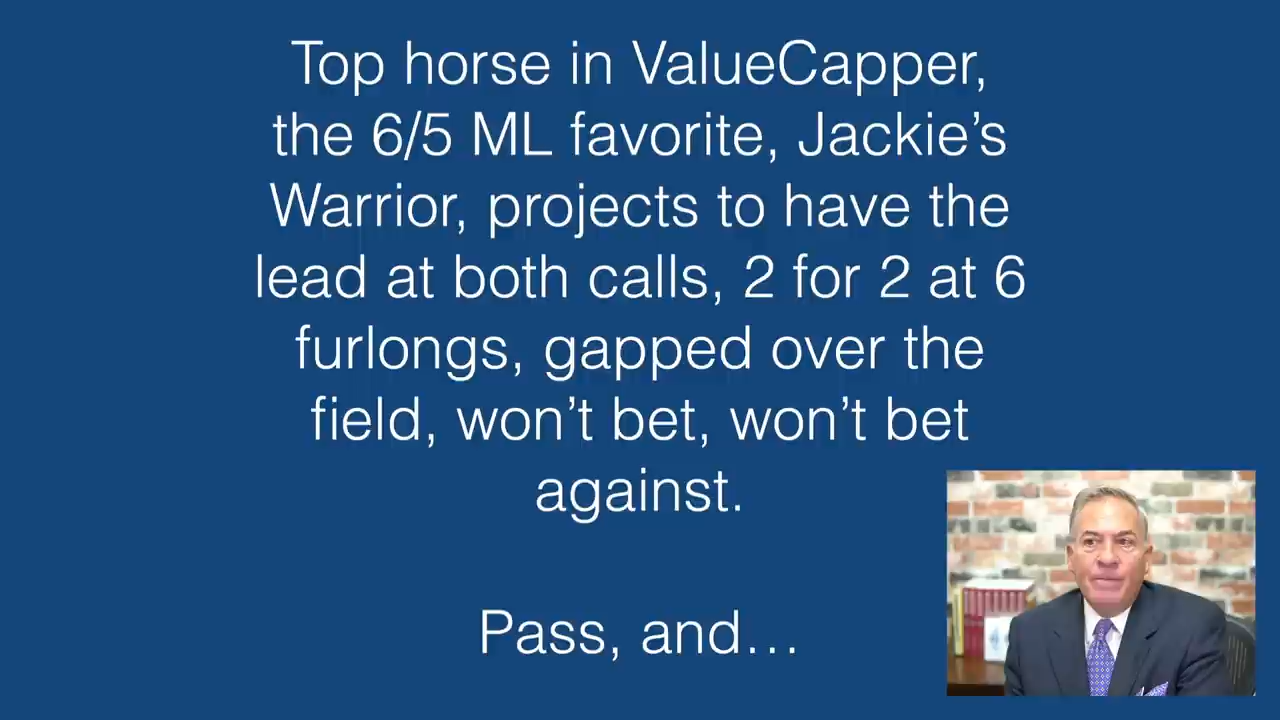 Top horse in ValueCapper,
the 6/5 ML favorite, Jackie’s
Warrior, projects to have the
lead at both calls, 2 for 2 at 6
furlongs, gapped over the
field, won’t bet, won’t bet
against.
Pass, and…